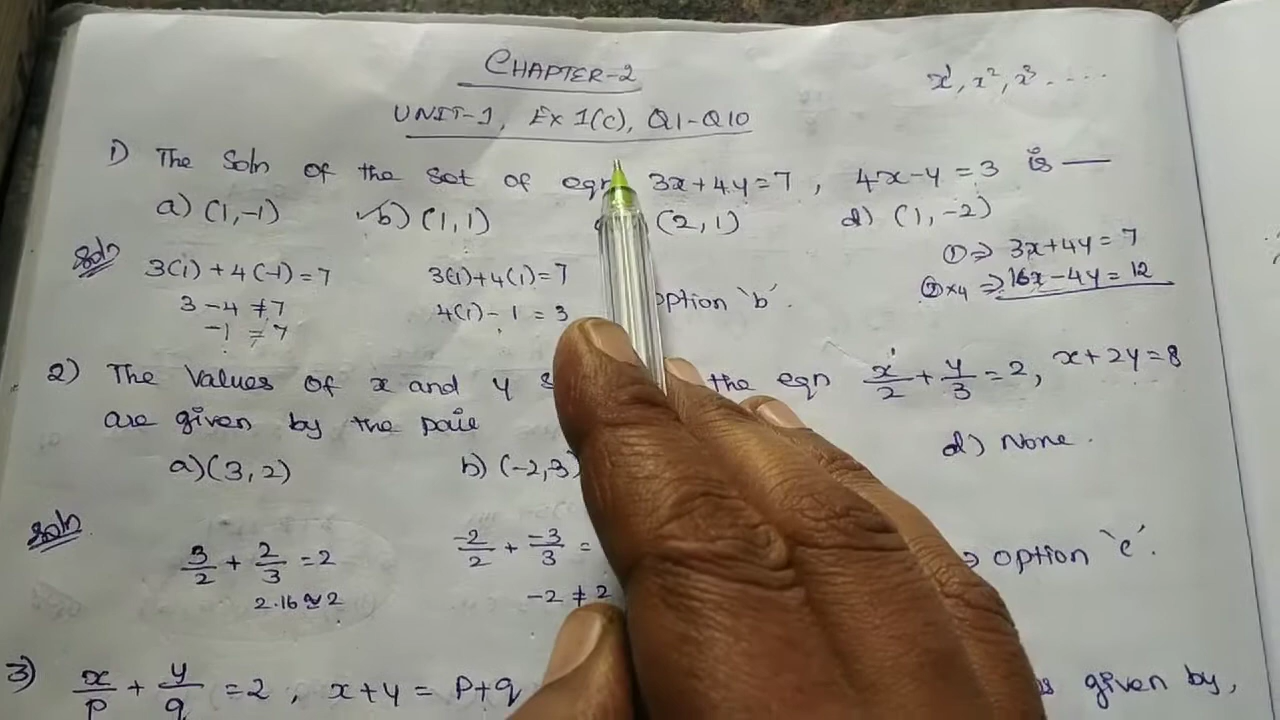 CHAPTER-2
x¹, x², x³ ....
UNIT-1, Ex 1(c), Q1-Q10
1) The Soln of the set of eqn 3x+4y=7, 4x-y=3 is —
a) (1,-1) b) (1,1) (2,1) d) (1,-2)
Soln 3(1)+4(-1)=7 3(1)+4(1)=7 ①⇒ 3x+4y=7
3-4≠7 4(1)-1=3 option `b'. ②×4 ⇒ 16x-4y=12
-1≠7
2) The Values of x and y the eqn x/2+y/3=2, x+2y=8
are given by the pair
a) (3,2) b) (-2,3) d) None.
Soln 3/2+2/3=2 -2/2+-3/3= ⇒ option `c'.
2.16≈2 -2≠2
3) x/p+y/q=2, x+y=p+q given by,